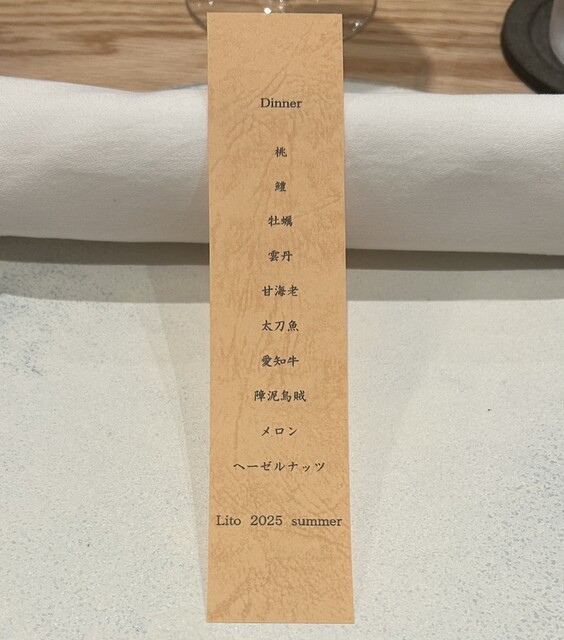 Dinner
桃
鱧
牡蠣
雲丹
甘海老
太刀魚
愛知牛
障泥烏賊
メロン
ヘーゼルナッツ
Lito 2025 summer